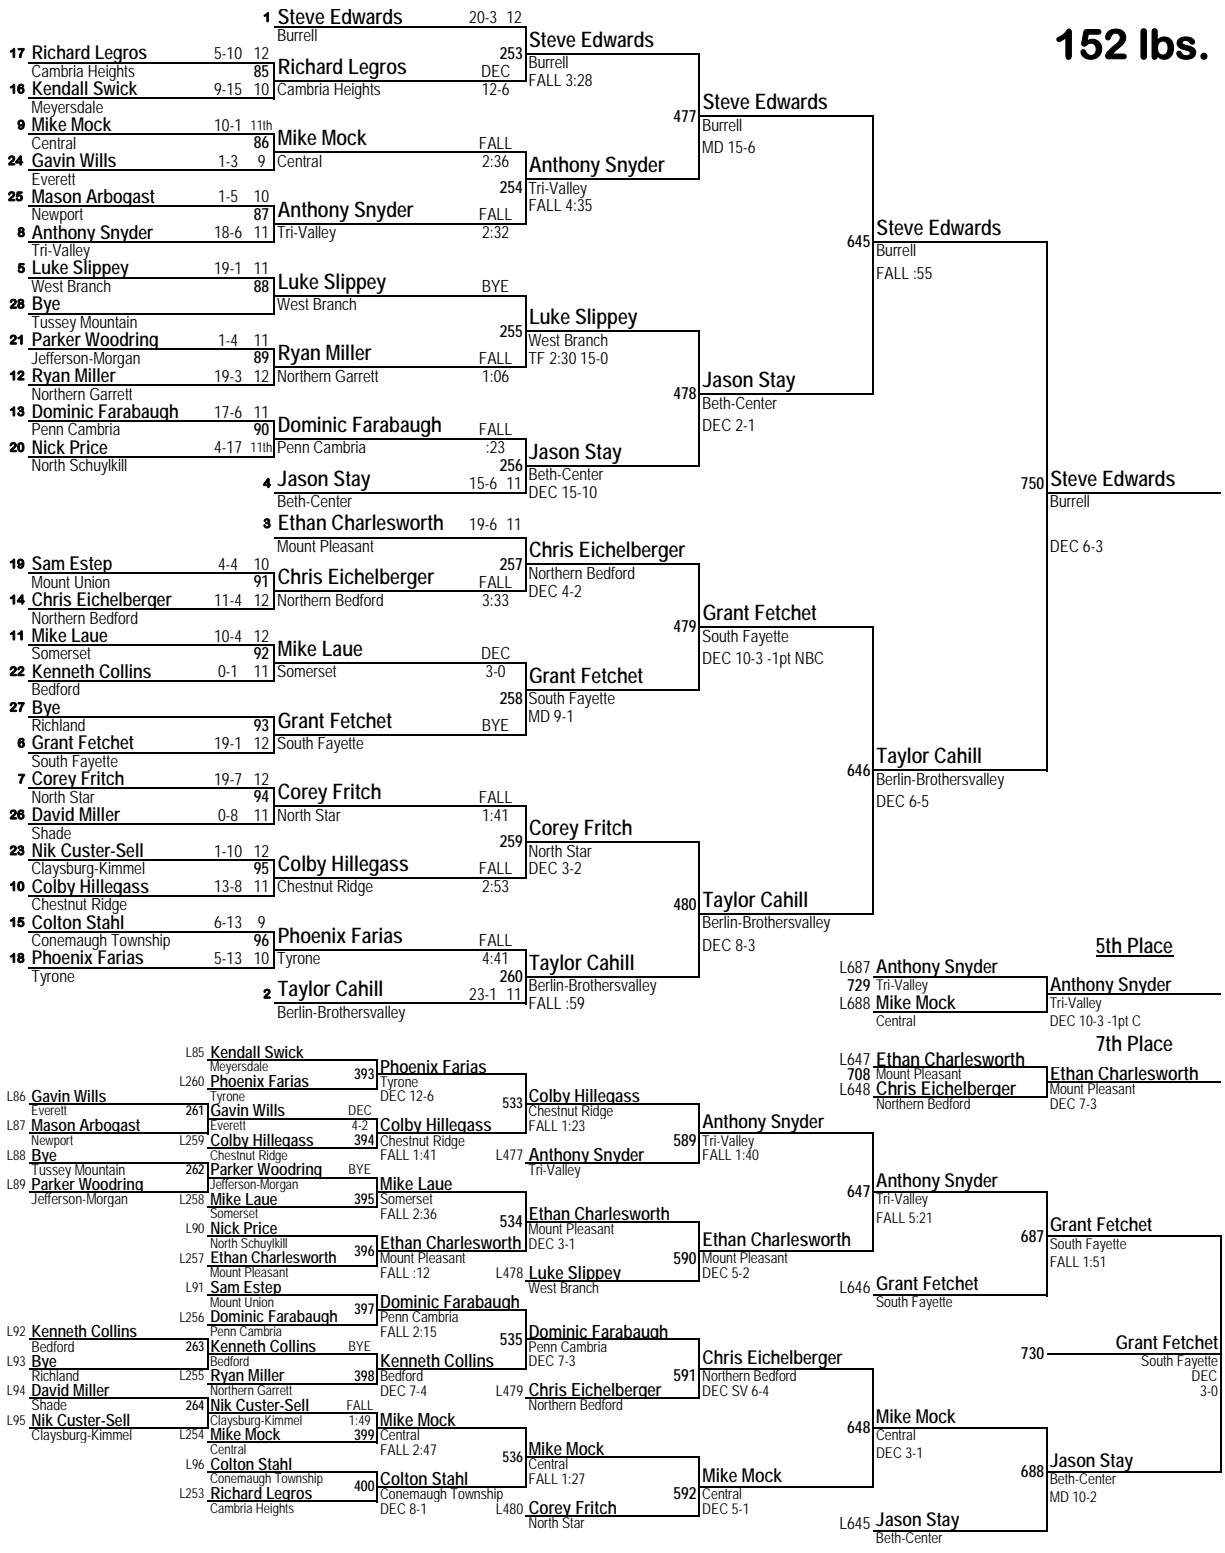 152 lbs.
1 Steve Edwards 20-3 12
Burrell
17 Richard Legros 5-10 12
Cambria Heights
85
16 Kendall Swick 9-15 10
Meyersdale
9 Mike Mock 10-1 11th
Central
86
24 Gavin Wills 1-3 9
Everett
25 Mason Arbogast 1-5 10
Newport
87
8 Anthony Snyder 18-6 11
Tri-Valley
5 Luke Slippey 19-1 11
West Branch
88
28 Bye
Tussey Mountain
21 Parker Woodring 1-4 11
Jefferson-Morgan
89
12 Ryan Miller 19-3 12
Northern Garrett
13 Dominic Farabaugh 17-6 11
Penn Cambria
90
20 Nick Price 4-17 11th
North Schuylkill
4 Jason Stay 15-6 11
Beth-Center
3 Ethan Charlesworth 19-6 11
Mount Pleasant
19 Sam Estep 4-4 10
Mount Union
91
14 Chris Eichelberger 11-4 12
Northern Bedford
11 Mike Laue 10-4 12
Somerset
92
22 Kenneth Collins 0-1 11
Bedford
27 Bye
Richland
93
6 Grant Fetchet 19-1 12
South Fayette
7 Corey Fritch 19-7 12
North Star
94
26 David Miller 0-8 11
Shade
23 Nik Custer-Sell 1-10 12
Claysburg-Kimmel
95
10 Colby Hillegass 13-8 11
Chestnut Ridge
15 Colton Stahl 6-13 9
Conemaugh Township
96
18 Phoenix Farias 5-13 10
Tyrone
2 Taylor Cahill 23-1 11
Berlin-Brothersvalley
Richard Legros DEC
Cambria Heights 12-6
Mike Mock FALL
Central 2:36
Anthony Snyder FALL
Tri-Valley 2:32
Luke Slippey BYE
West Branch
Ryan Miller FALL
Northern Garrett 1:06
Dominic Farabaugh FALL
Penn Cambria :23
Chris Eichelberger FALL
Northern Bedford 3:33
Mike Laue DEC
Somerset 3-0
Grant Fetchet BYE
South Fayette
Corey Fritch FALL
North Star 1:41
Colby Hillegass FALL
Chestnut Ridge 2:53
Phoenix Farias FALL
Tyrone 4:41
253 Steve Edwards
Burrell
FALL 3:28
254 Anthony Snyder
Tri-Valley
FALL 4:35
255 Luke Slippey
West Branch
TF 2:30 15-0
256 Jason Stay
Beth-Center
DEC 15-10
257 Chris Eichelberger
Northern Bedford
DEC 4-2
258 Grant Fetchet
South Fayette
MD 9-1
259 Corey Fritch
North Star
DEC 3-2
260 Taylor Cahill
Berlin-Brothersvalley
FALL :59
477 Steve Edwards
Burrell
MD 15-6
478 Jason Stay
Beth-Center
DEC 2-1
479 Grant Fetchet
South Fayette
DEC 10-3 -1pt NBC
480 Taylor Cahill
Berlin-Brothersvalley
DEC 8-3
645 Steve Edwards
Burrell
FALL :55
646 Taylor Cahill
Berlin-Brothersvalley
DEC 6-5
750 Steve Edwards
Burrell
DEC 6-3
5th Place
L687 Anthony Snyder
729 Tri-Valley
L688 Mike Mock
Central
Anthony Snyder
Tri-Valley
DEC 10-3 -1pt C
7th Place
L647 Ethan Charlesworth
708 Mount Pleasant
L648 Chris Eichelberger
Northern Bedford
Ethan Charlesworth
Mount Pleasant
DEC 7-3
L86 Gavin Wills
Everett
261
L87 Mason Arbogast
Newport
L88 Bye
Tussey Mountain
262
L89 Parker Woodring
Jefferson-Morgan
L92 Kenneth Collins
Bedford
263
L93 Bye
Richland
L94 David Miller
Shade
264
L95 Nik Custer-Sell
Claysburg-Kimmel
L85 Kendall Swick
Meyersdale
393
L260 Phoenix Farias
Tyrone
Gavin Wills DEC
Everett 4-2
L259 Colby Hillegass 394
Chestnut Ridge
Parker Woodring BYE
Jefferson-Morgan
L258 Mike Laue 395
Somerset
L90 Nick Price
North Schuylkill
396
L257 Ethan Charlesworth
Mount Pleasant
L91 Sam Estep
Mount Union
397
L256 Dominic Farabaugh
Penn Cambria
Kenneth Collins BYE
Bedford
L255 Ryan Miller 398
Northern Garrett
Nik Custer-Sell FALL
Claysburg-Kimmel 1:49
L254 Mike Mock 399
Central
L96 Colton Stahl
Conemaugh Township
400
L253 Richard Legros
Cambria Heights
Phoenix Farias
Tyrone
DEC 12-6
Colby Hillegass
Chestnut Ridge
FALL 1:41
Mike Laue
Somerset
FALL 2:36
Ethan Charlesworth
Mount Pleasant
FALL :12
Dominic Farabaugh
Penn Cambria
FALL 2:15
Kenneth Collins
Bedford
DEC 7-4
Mike Mock
Central
FALL 2:47
Colton Stahl
Conemaugh Township
DEC 8-1
533 Colby Hillegass
Chestnut Ridge
FALL 1:23
L477 Anthony Snyder
Tri-Valley
534 Ethan Charlesworth
Mount Pleasant
DEC 3-1
L478 Luke Slippey
West Branch
535 Dominic Farabaugh
Penn Cambria
DEC 7-3
L479 Chris Eichelberger
Northern Bedford
536 Mike Mock
Central
FALL 1:27
L480 Corey Fritch
North Star
589 Anthony Snyder
Tri-Valley
FALL 1:40
590 Ethan Charlesworth
Mount Pleasant
DEC 5-2
591 Chris Eichelberger
Northern Bedford
DEC SV 6-4
592 Mike Mock
Central
DEC 5-1
647 Anthony Snyder
Tri-Valley
FALL 5:21
L646 Grant Fetchet
South Fayette
648 Mike Mock
Central
DEC 3-1
L645 Jason Stay
Beth-Center
687 Grant Fetchet
South Fayette
FALL 1:51
688 Jason Stay
Beth-Center
MD 10-2
730 Grant Fetchet
South Fayette
DEC
3-0